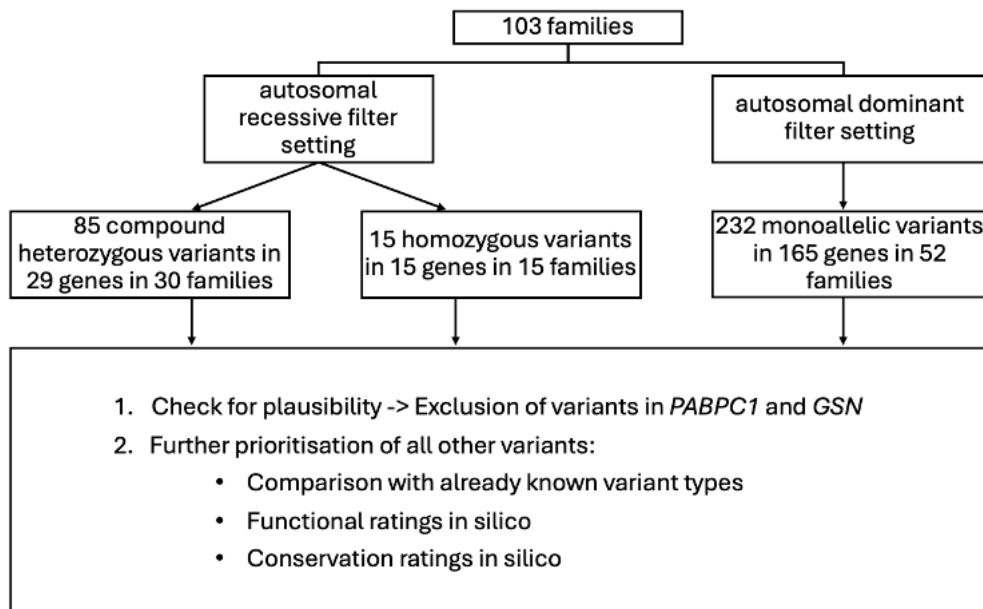 103 families
autosomal
recessive filter
setting
autosomal dominant
filter setting
85 compound
heterozygous variants in
29 genes in 30 families
15 homozygous variants
in 15 genes in 15 families
232 monoallelic variants
in 165 genes in 52
families
1. Check for plausibility -> Exclusion of variants in PABPC1 and GSN
2. Further prioritisation of all other variants:
• Comparison with already known variant types
• Functional ratings in silico
• Conservation ratings in silico